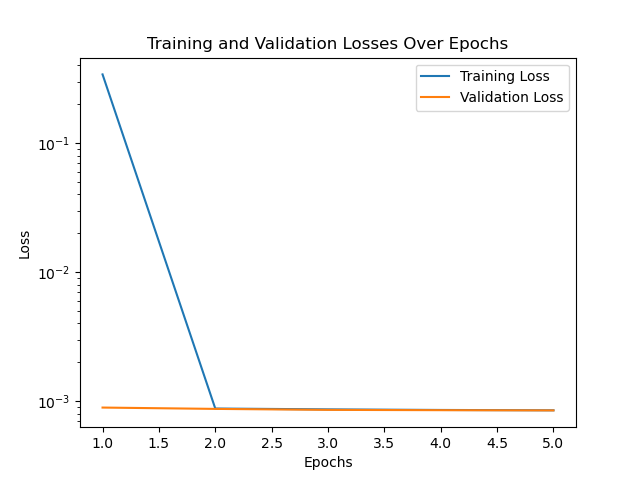 Training and Validation Losses Over Epochs
Training Loss
Validation Loss
10⁻¹
10⁻²
10⁻³
Loss
1.0 1.5 2.0 2.5 3.0 3.5 4.0 4.5 5.0
Epochs